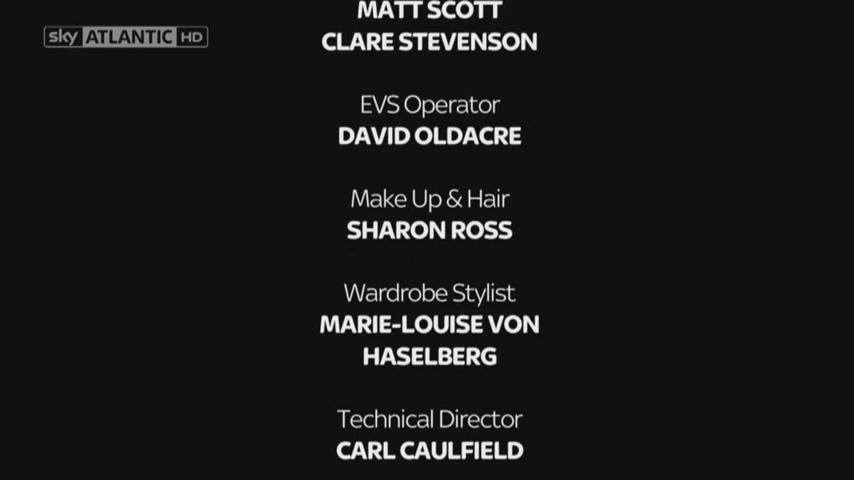 MATT SCOTT
sky ATLANTIC HD
CLARE STEVENSON
EVS Operator
DAVID OLDACRE
Make Up & Hair
SHARON ROSS
Wardrobe Stylist
MARIE-LOUISE VON
HASELBERG
Technical Director
CARL CAULFIELD